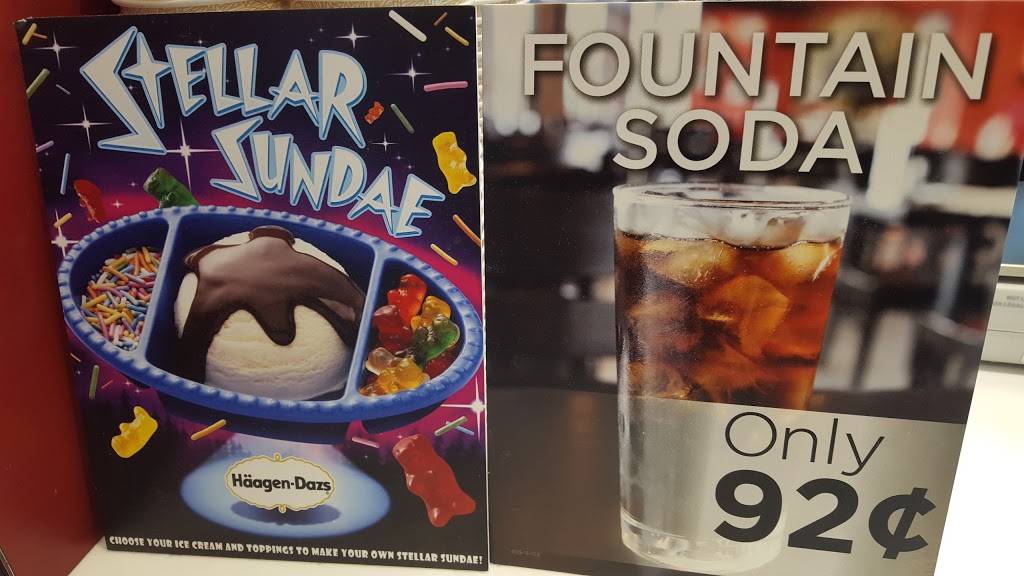 STELLAR
SUNDAE
Häagen-Dazs
CHOOSE YOUR ICE CREAM AND TOPPINGS TO MAKE YOUR OWN STELLAR SUNDAE!
FOUNTAIN
SODA
Only
92¢